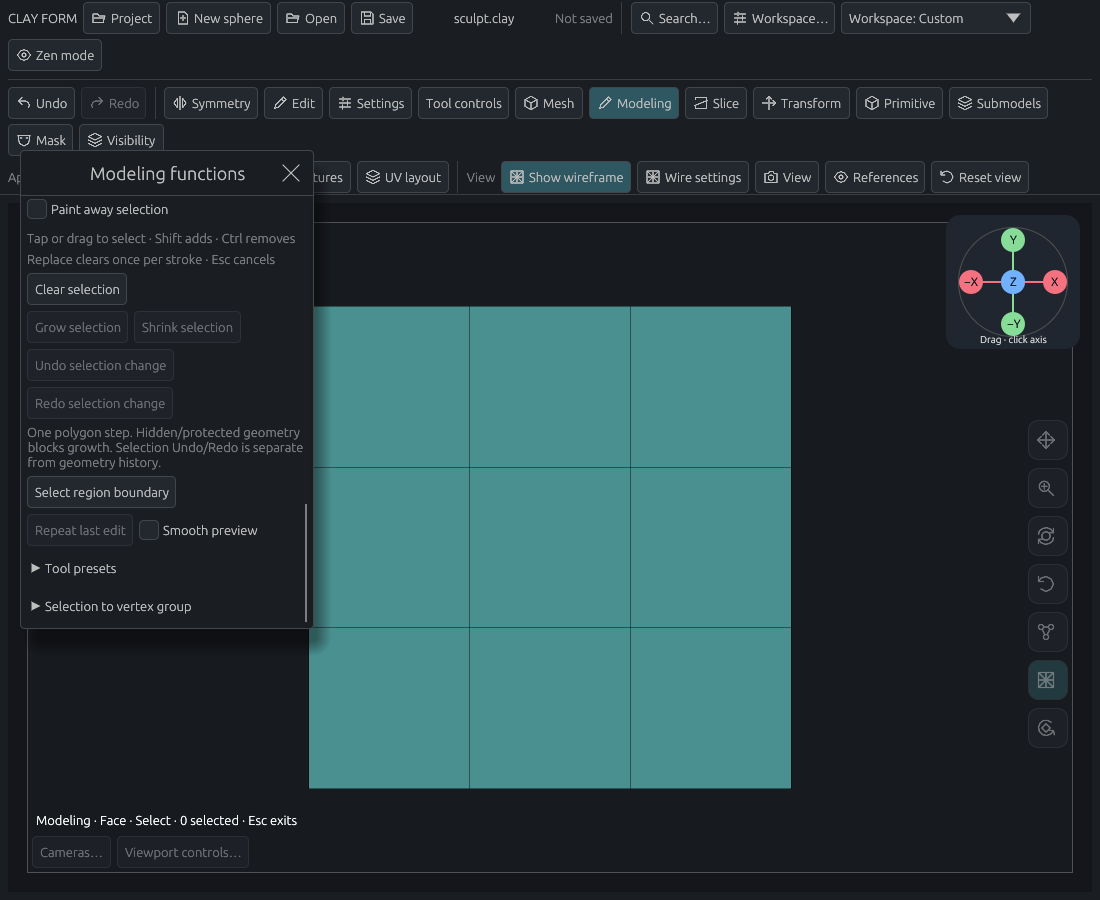 CLAY FORM Project New sphere Open Save sculpt.clay Not saved Search... Workspace... Workspace: Custom
Zen mode
Undo Redo Symmetry Edit Settings Tool controls Mesh Modeling Slice Transform Primitive Submodels
Mask Visibility
Ap tures UV layout View Show wireframe Wire settings View References Reset view
Modeling functions
Paint away selection
Tap or drag to select · Shift adds · Ctrl removes
Replace clears once per stroke · Esc cancels
Clear selection
Grow selection Shrink selection
Undo selection change
Redo selection change
One polygon step. Hidden/protected geometry
blocks growth. Selection Undo/Redo is separate
from geometry history.
Select region boundary
Repeat last edit Smooth preview
Tool presets
Selection to vertex group
Y
−X Z X
−Y
Drag · click axis
Modeling · Face · Select · 0 selected · Esc exits
Cameras... Viewport controls...